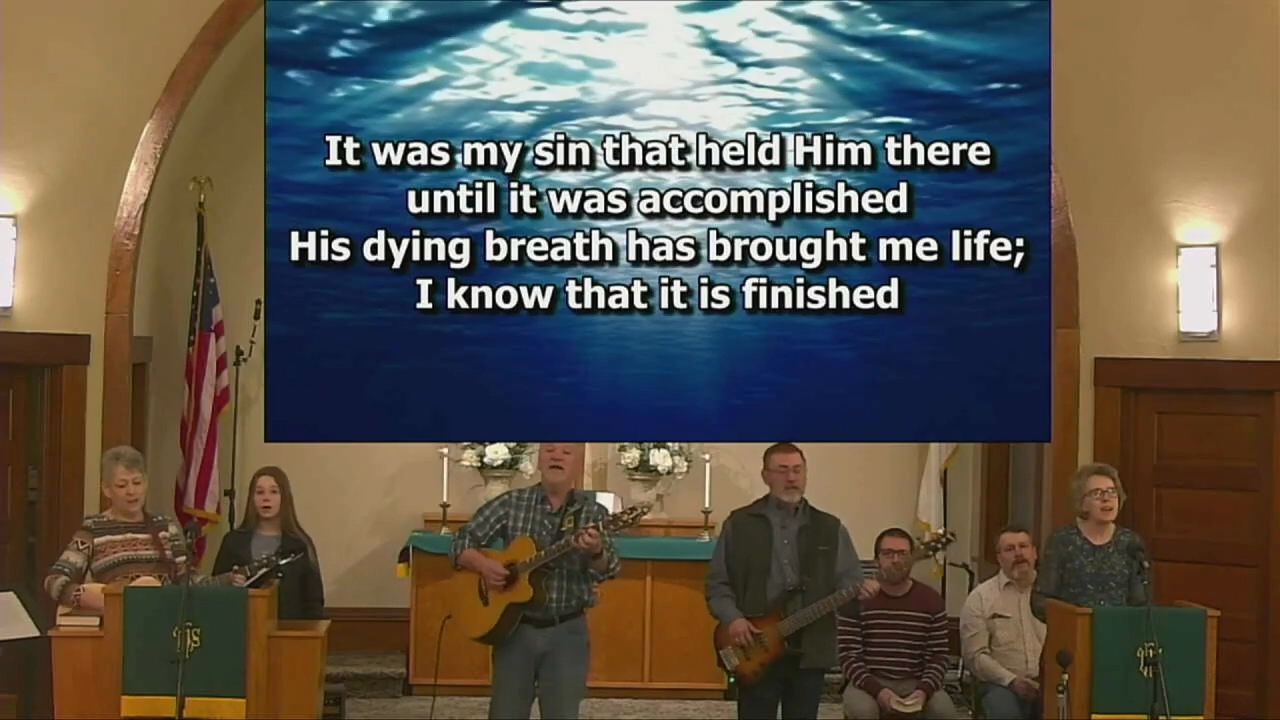 It was my sin that held Him there
until it was accomplished
His dying breath has brought me life;
I know that it is finished
IHS